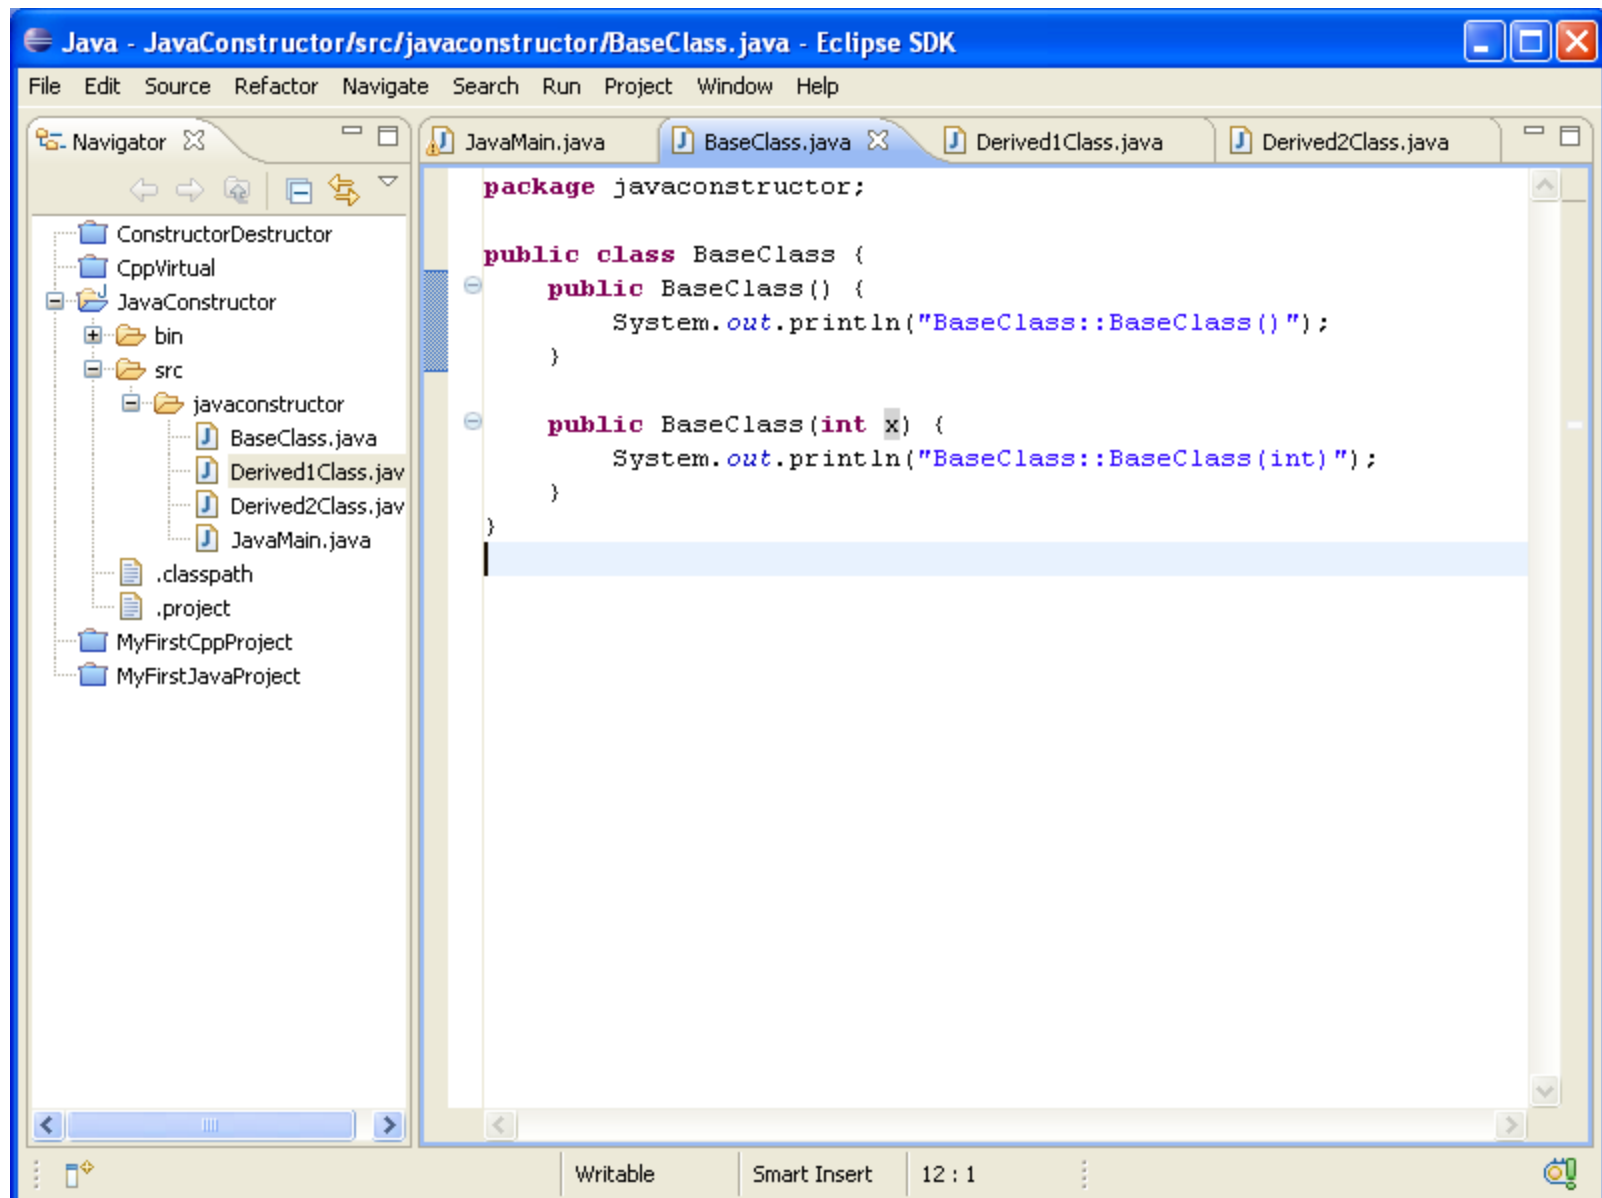 Java - JavaConstructor/src/javaconstructor/BaseClass.java - Eclipse SDK
File Edit Source Refactor Navigate Search Run Project Window Help
Navigator
JavaMain.java BaseClass.java Derived1Class.java Derived2Class.java
ConstructorDestructor
CppVirtual
JavaConstructor
bin
src
javaconstructor
BaseClass.java
Derived1Class.jav
Derived2Class.jav
JavaMain.java
.classpath
.project
MyFirstCppProject
MyFirstJavaProject
package javaconstructor;
public class BaseClass {
public BaseClass() {
System.out.println("BaseClass::BaseClass()");
}
public BaseClass(int x) {
System.out.println("BaseClass::BaseClass(int)");
}
}
Writable Smart Insert 12 : 1